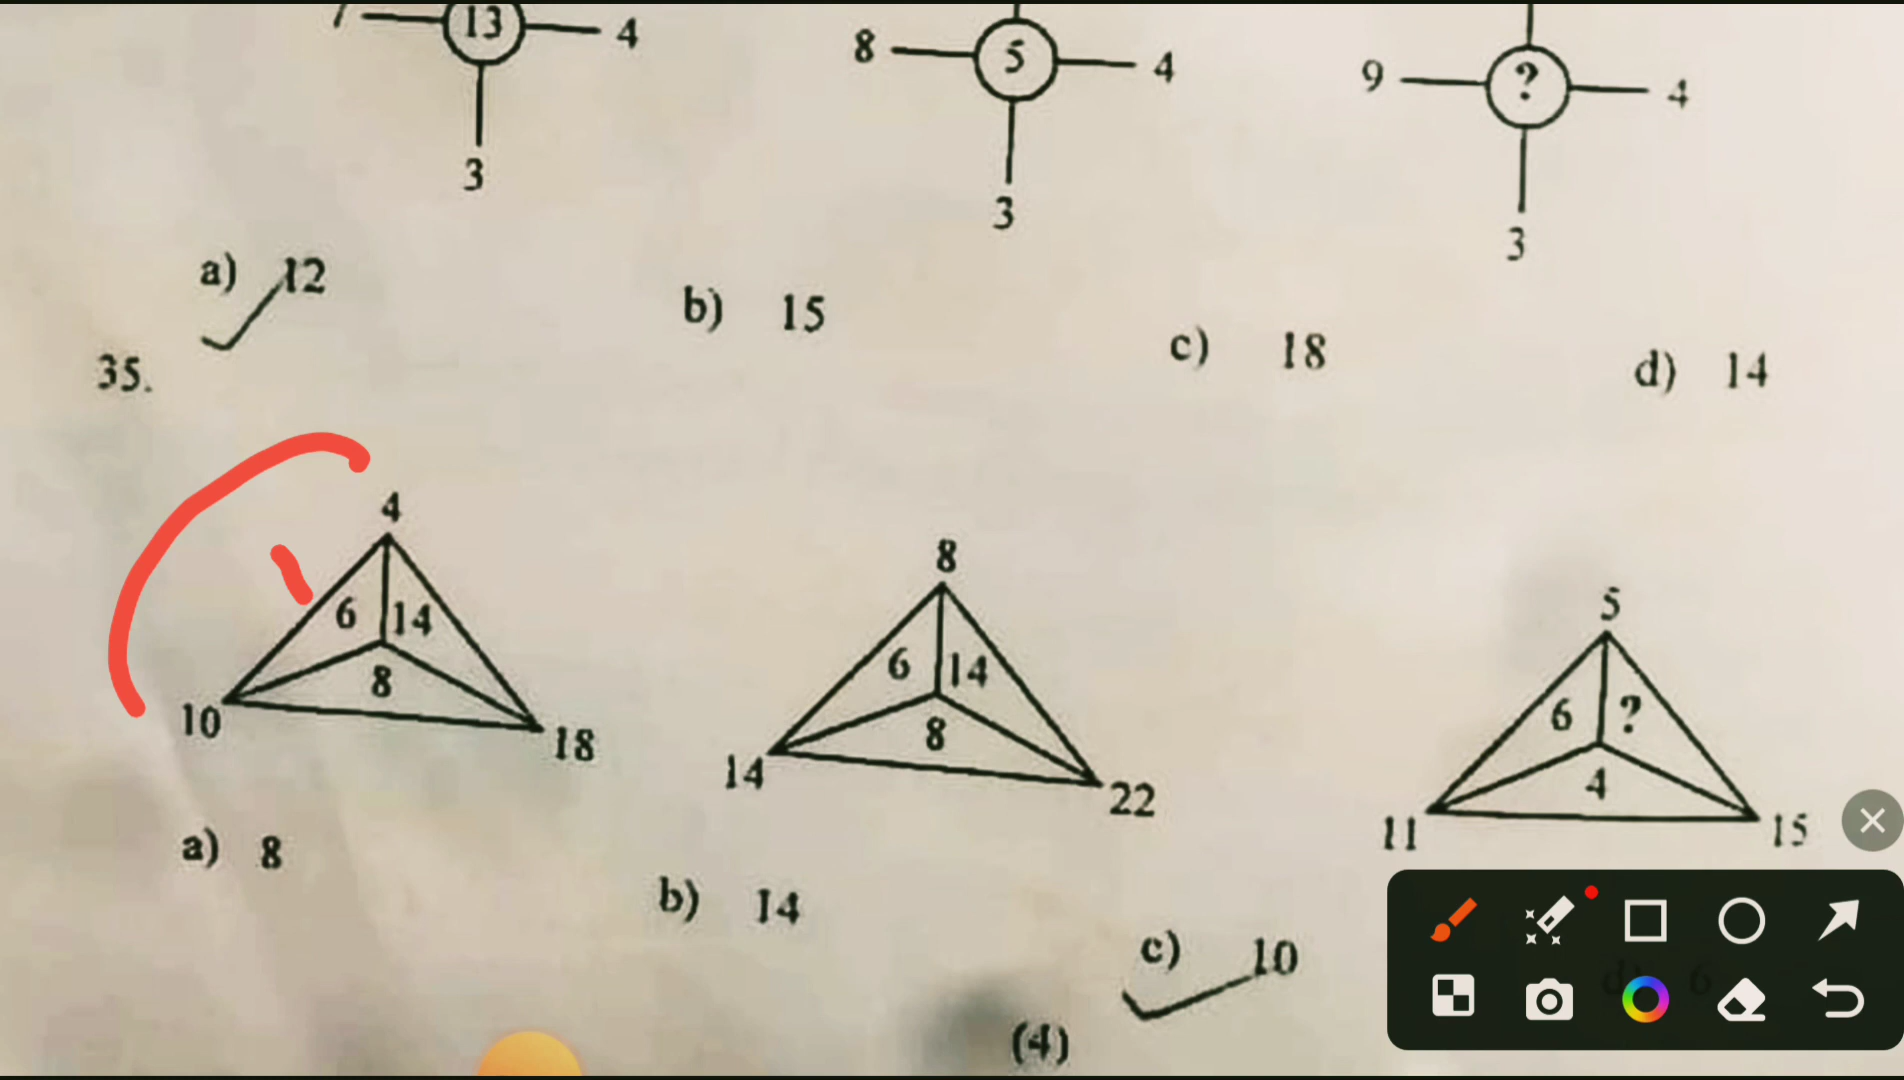 13 4
8 5 4
9 ? 4
3
3
3
a) 12
b) 15
c) 18
d) 14
35.
4
6 14
8
10 18
8
6 14
8
14 22
5
6 ?
4
11 15
a) 8
b) 14
c) 10
d) 6
(4)